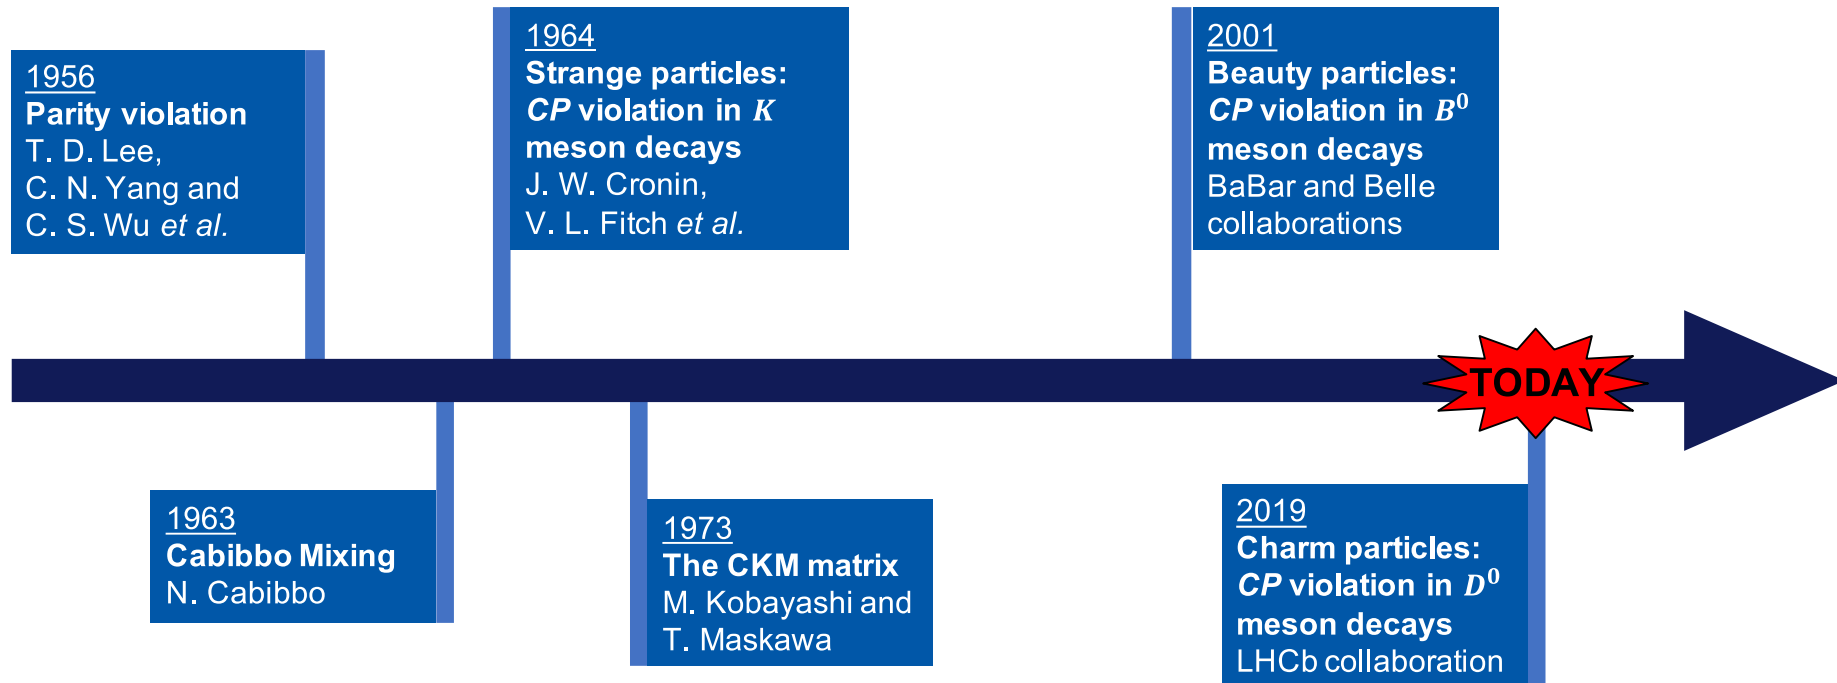 1956
Parity violation
T. D. Lee,
C. N. Yang and
C. S. Wu et al.
1964
Strange particles:
CP violation in K
meson decays
J. W. Cronin,
V. L. Fitch et al.
2001
Beauty particles:
CP violation in B⁰
meson decays
BaBar and Belle
collaborations
TODAY
1963
Cabibbo Mixing
N. Cabibbo
1973
The CKM matrix
M. Kobayashi and
T. Maskawa
2019
Charm particles:
CP violation in D⁰
meson decays
LHCb collaboration